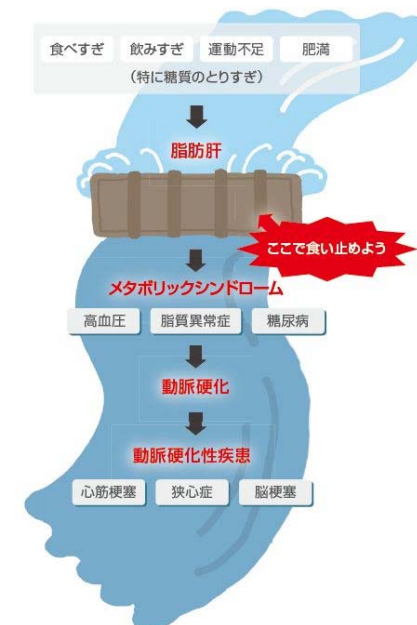 食べすぎ 飲みすぎ 運動不足 肥満
（特に糖質のとりすぎ）
脂肪肝
ここで食い止めよう
メタボリックシンドローム
高血圧 脂質異常症 糖尿病
動脈硬化
動脈硬化性疾患
心筋梗塞 狭心症 脳梗塞